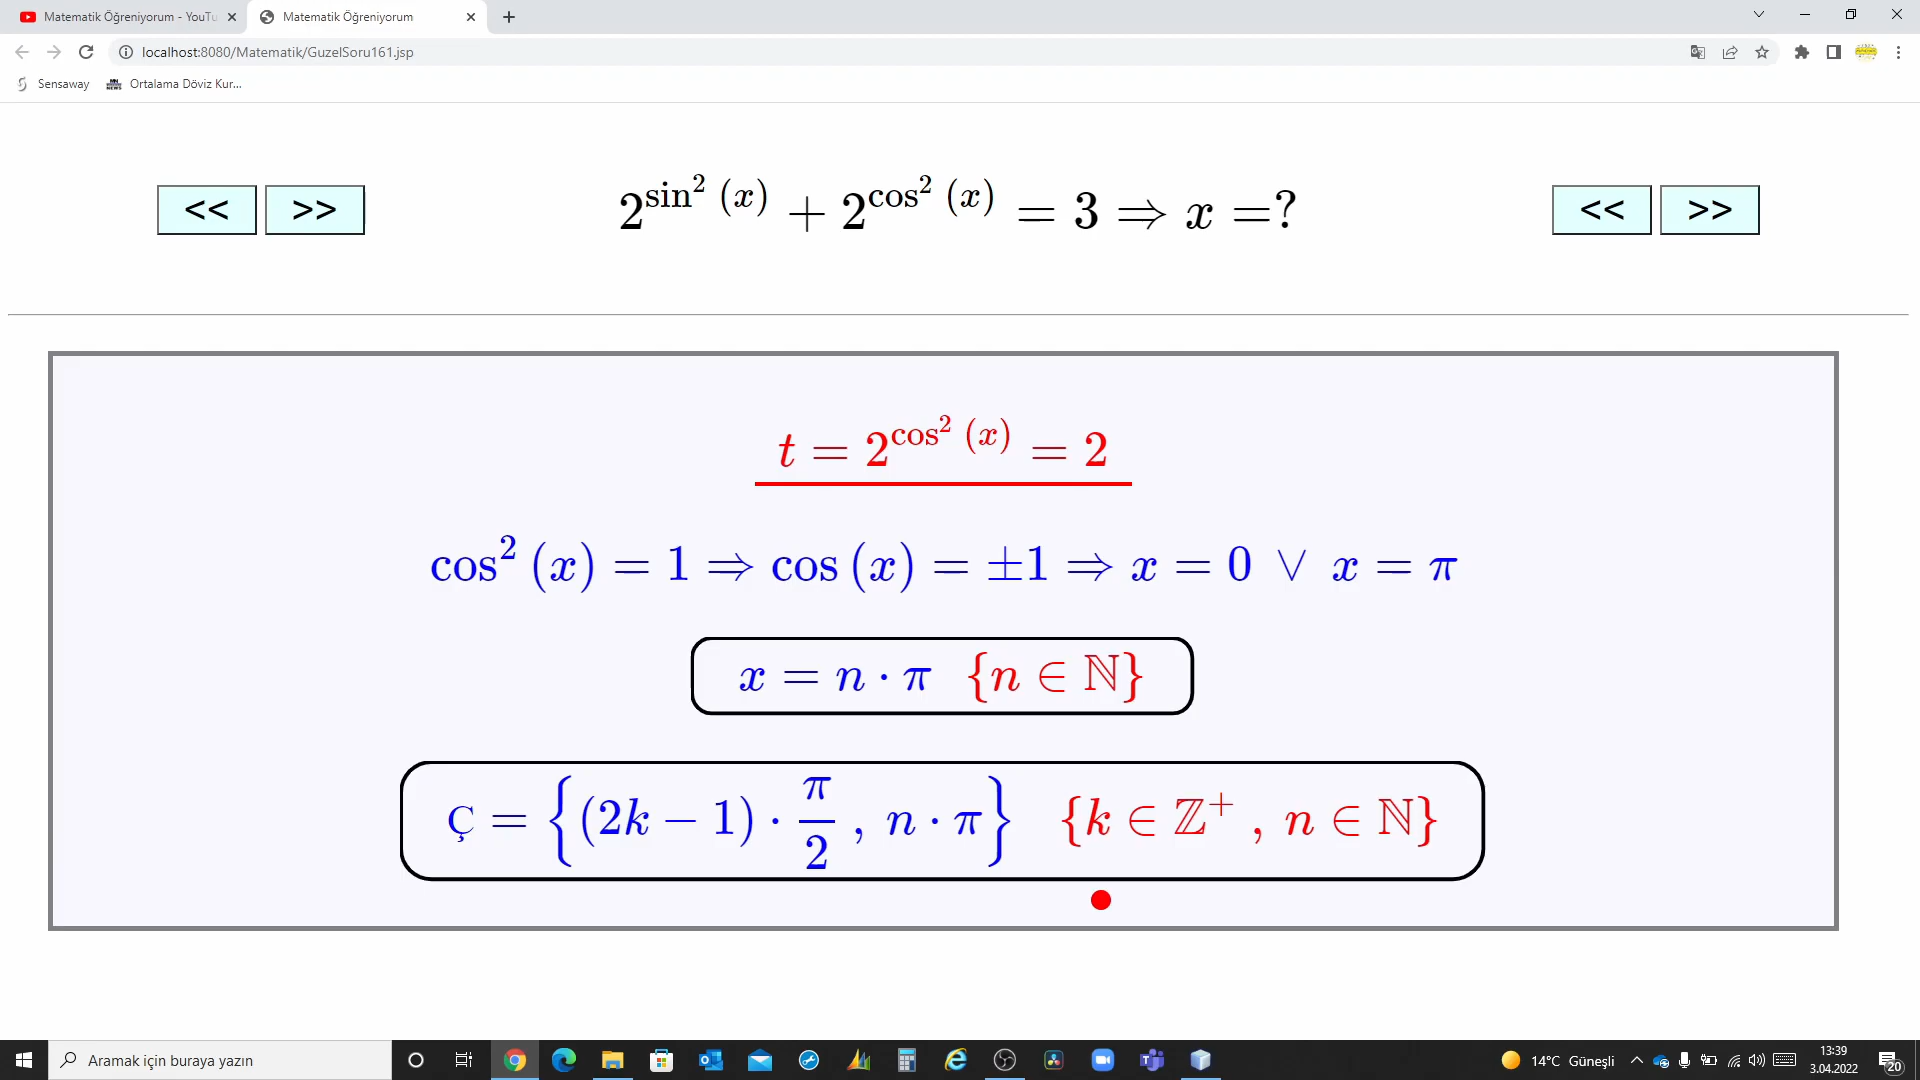 Matematik Öğreniyorum - YouTu
Matematik Öğreniyorum
localhost:8080/Matematik/GuzelSoru161.jsp
Sensaway
Ortalama Döviz Kur...
<< >> 2^{sin^2 (x)} + 2^{cos^2 (x)} = 3 ⇒ x =? << >>
t = 2^{cos^2 (x)} = 2
cos^2 (x) = 1 ⇒ cos (x) = ±1 ⇒ x = 0 ∨ x = π
x = n · π {n ∈ ℕ}
Ç = {(2k − 1) · π/2 , n · π} {k ∈ ℤ⁺ , n ∈ ℕ}
Aramak için buraya yazın
14°C Güneşli
13:39
3.04.2022
20